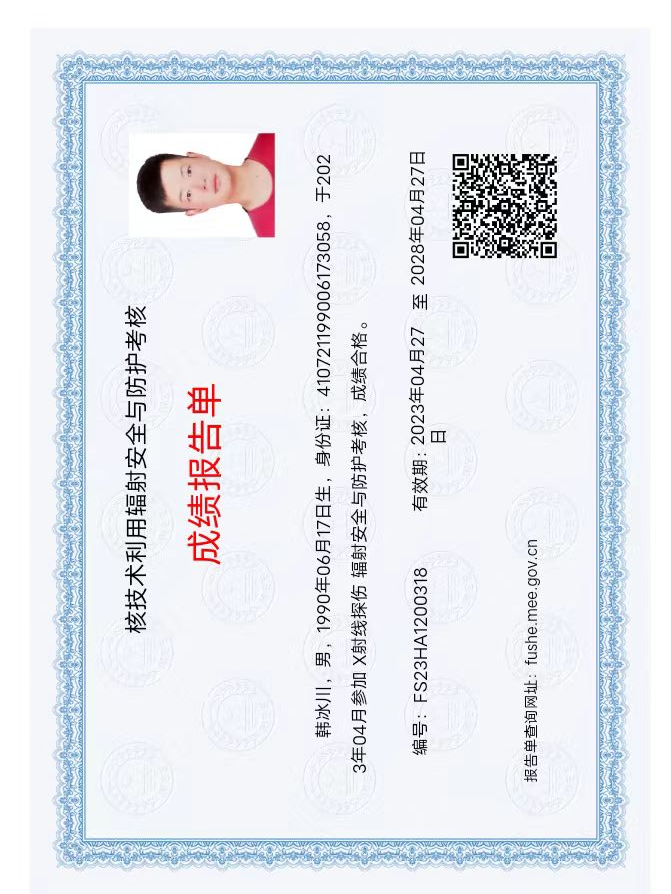 核技术利用辐射安全与防护考核
成绩报告单
韩冰川，男，1990年06月17日生，身份证：410721199006173058，于202
3年04月参加 X射线探伤 辐射安全与防护考核，成绩合格。
编号：FS23HA1200318
有效期：2023年04月27
日
至 2028年04月27日
报告单查询网址：fushe.mee.gov.cn